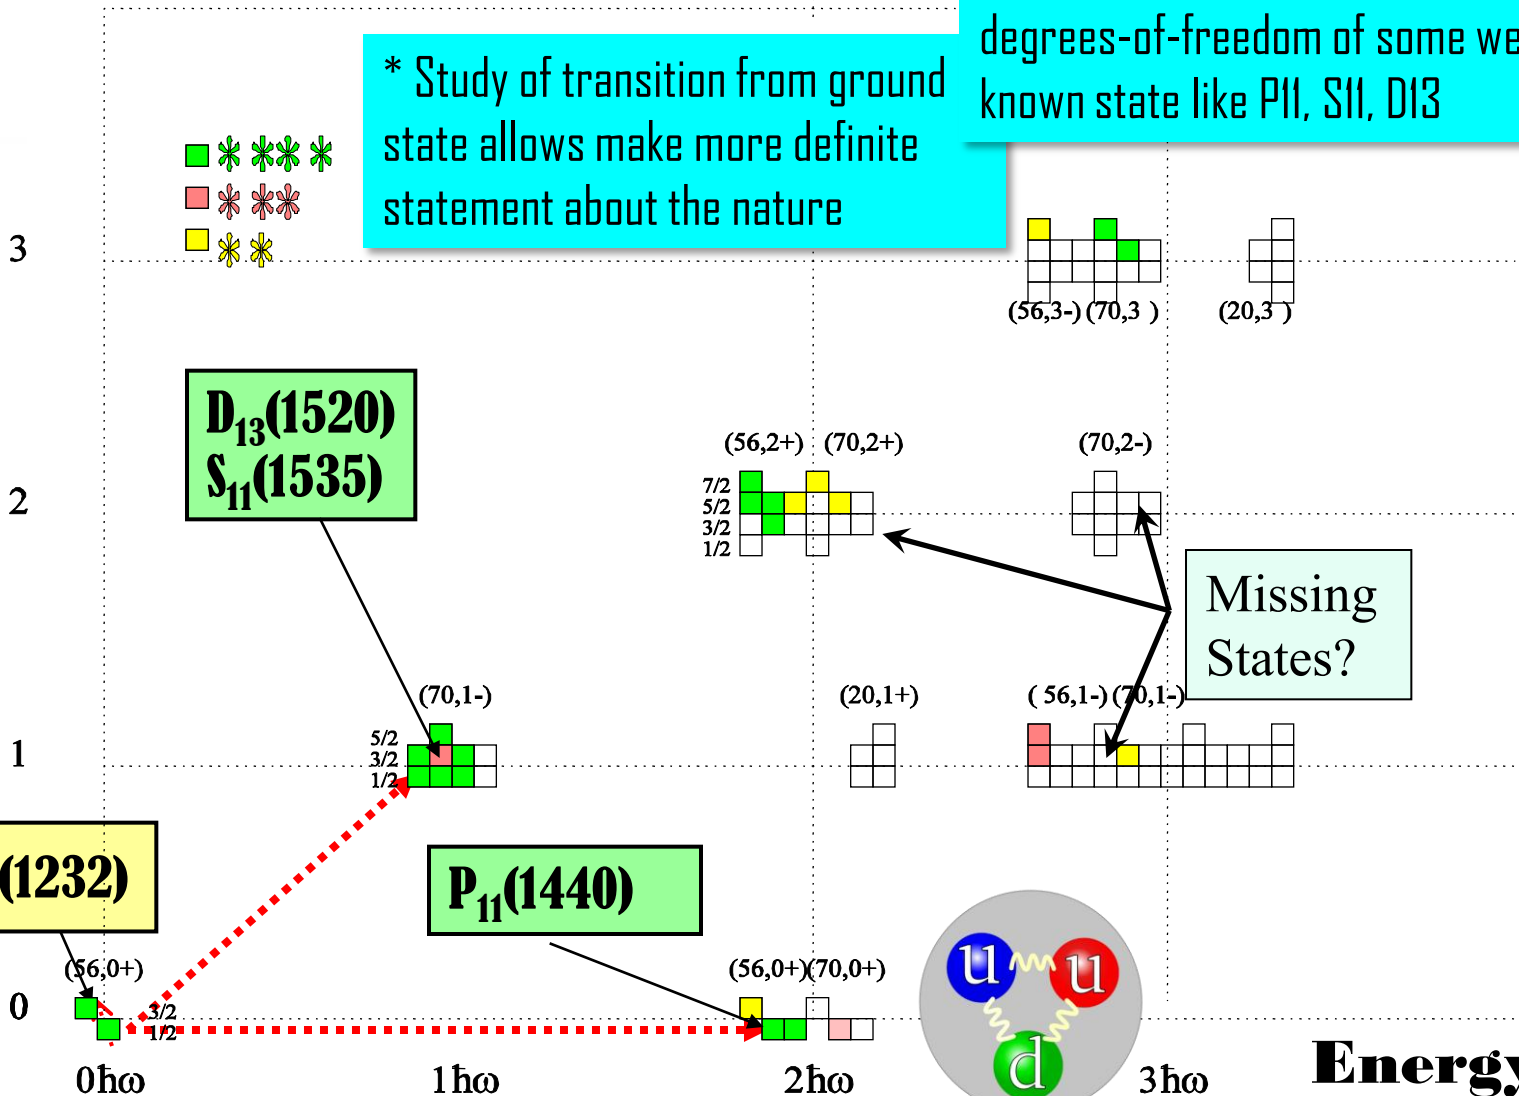 degrees-of-freedom of some we
known state like P11, S11, D13
* Study of transition from ground
state allows make more definite
statement about the nature
* * * *
* * *
* *
3
(56,3-) (70,3 ) (20,3 )
D13(1520)
S11(1535)
(56,2+) (70,2+) (70,2-)
7/2
5/2
3/2
1/2
2
Missing
States?
(70,1-) (20,1+) ( 56,1-) (70,1-)
5/2
3/2
1/2
1
(1232)
P11(1440)
(56,0+) (56,0+)(70,0+)
3/2
1/2
0
u u
d
0ħω 1ħω 2ħω 3ħω
Energy